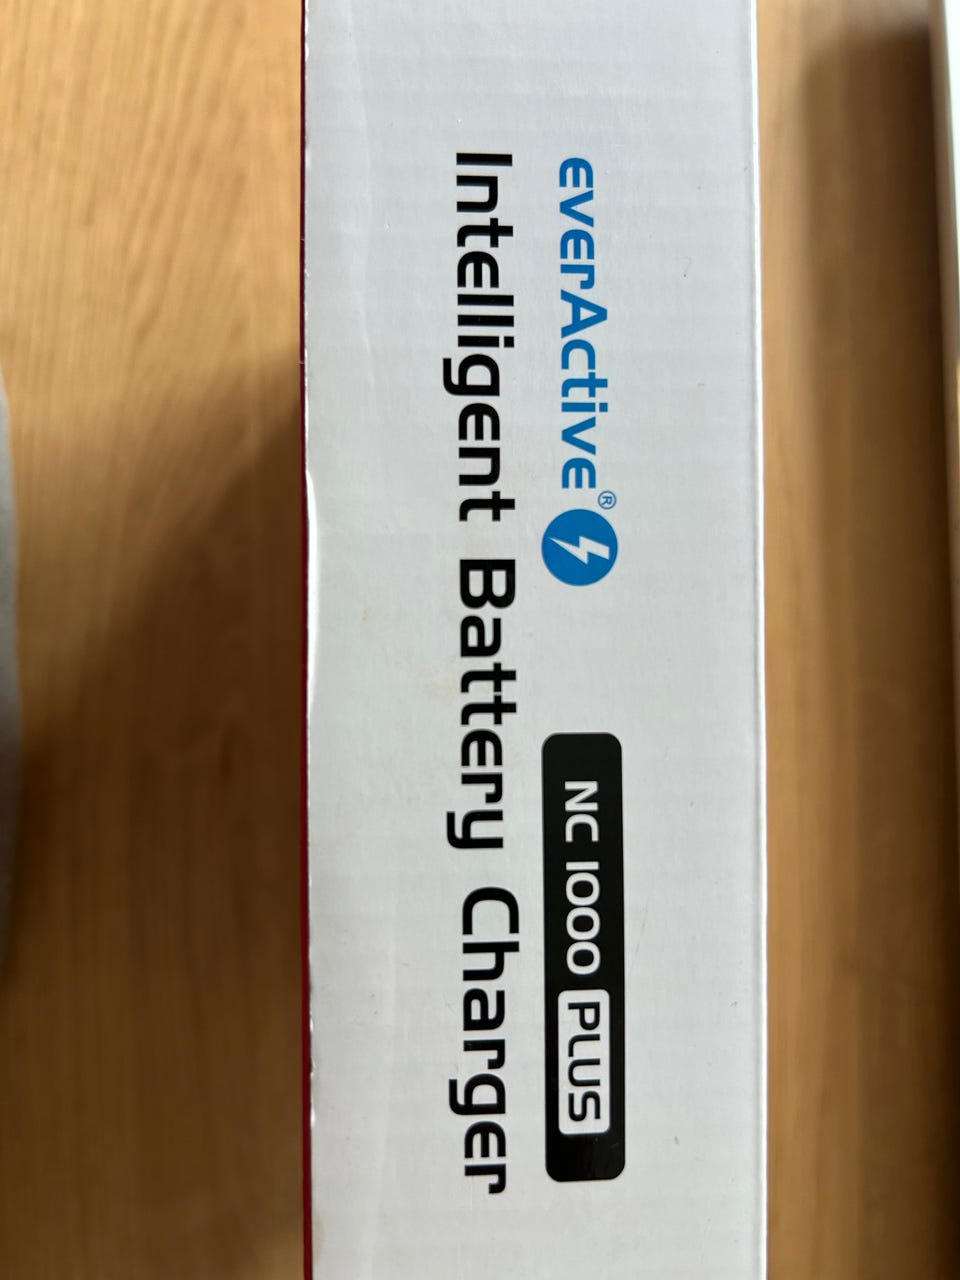 everActive® NC 1000 PLUS
Intelligent Battery Charger